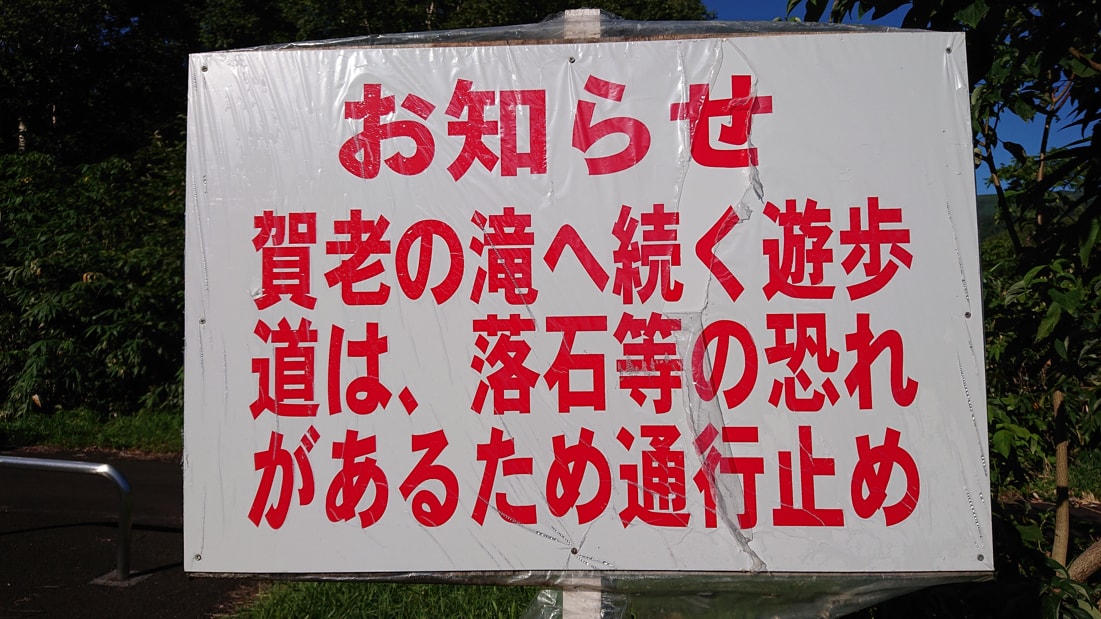 お知らせ
賀老の滝へ続く遊歩
道は、落石等の恐れ
があるため通行止め